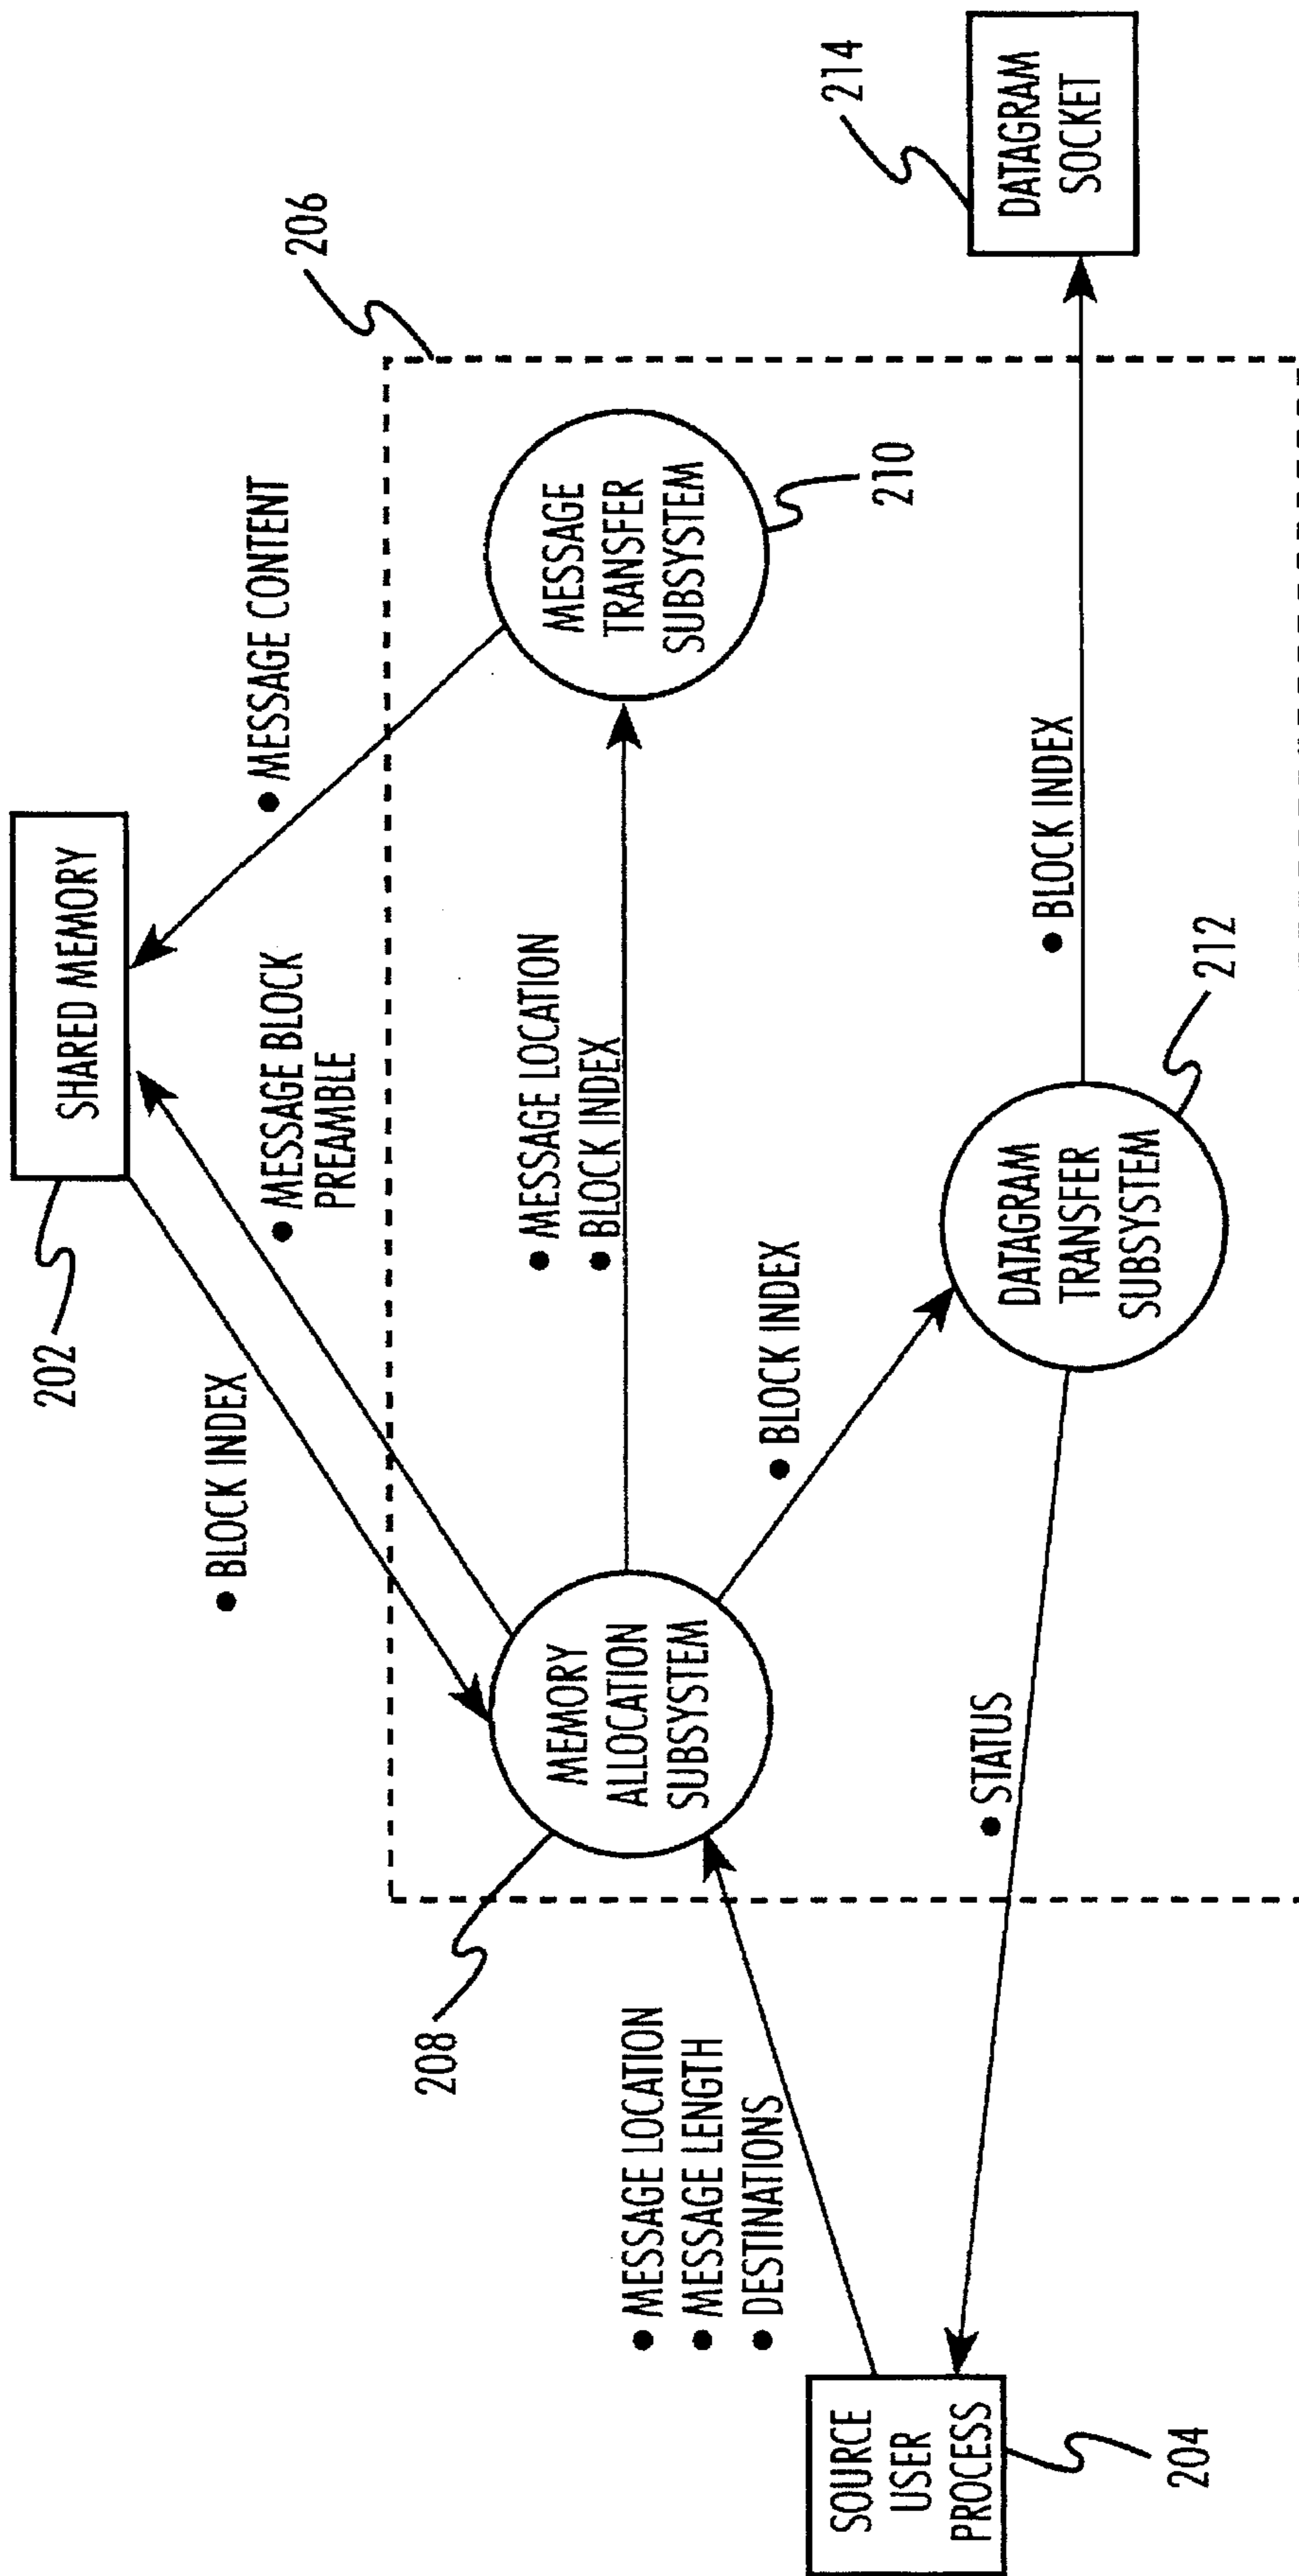 202
SHARED MEMORY
206
● BLOCK INDEX
● MESSAGE BLOCK
PREAMBLE
● MESSAGE CONTENT
208
MEMORY
ALLOCATION
SUBSYSTEM
● MESSAGE LOCATION
● BLOCK INDEX
MESSAGE
TRANSFER
SUBSYSTEM
210
214
● MESSAGE LOCATION
● MESSAGE LENGTH
● DESTINATIONS
● BLOCK INDEX
SOURCE
USER
PROCESS
204
● STATUS
DATAGRAM
TRANSFER
SUBSYSTEM
212
● BLOCK INDEX
DATAGRAM
SOCKET